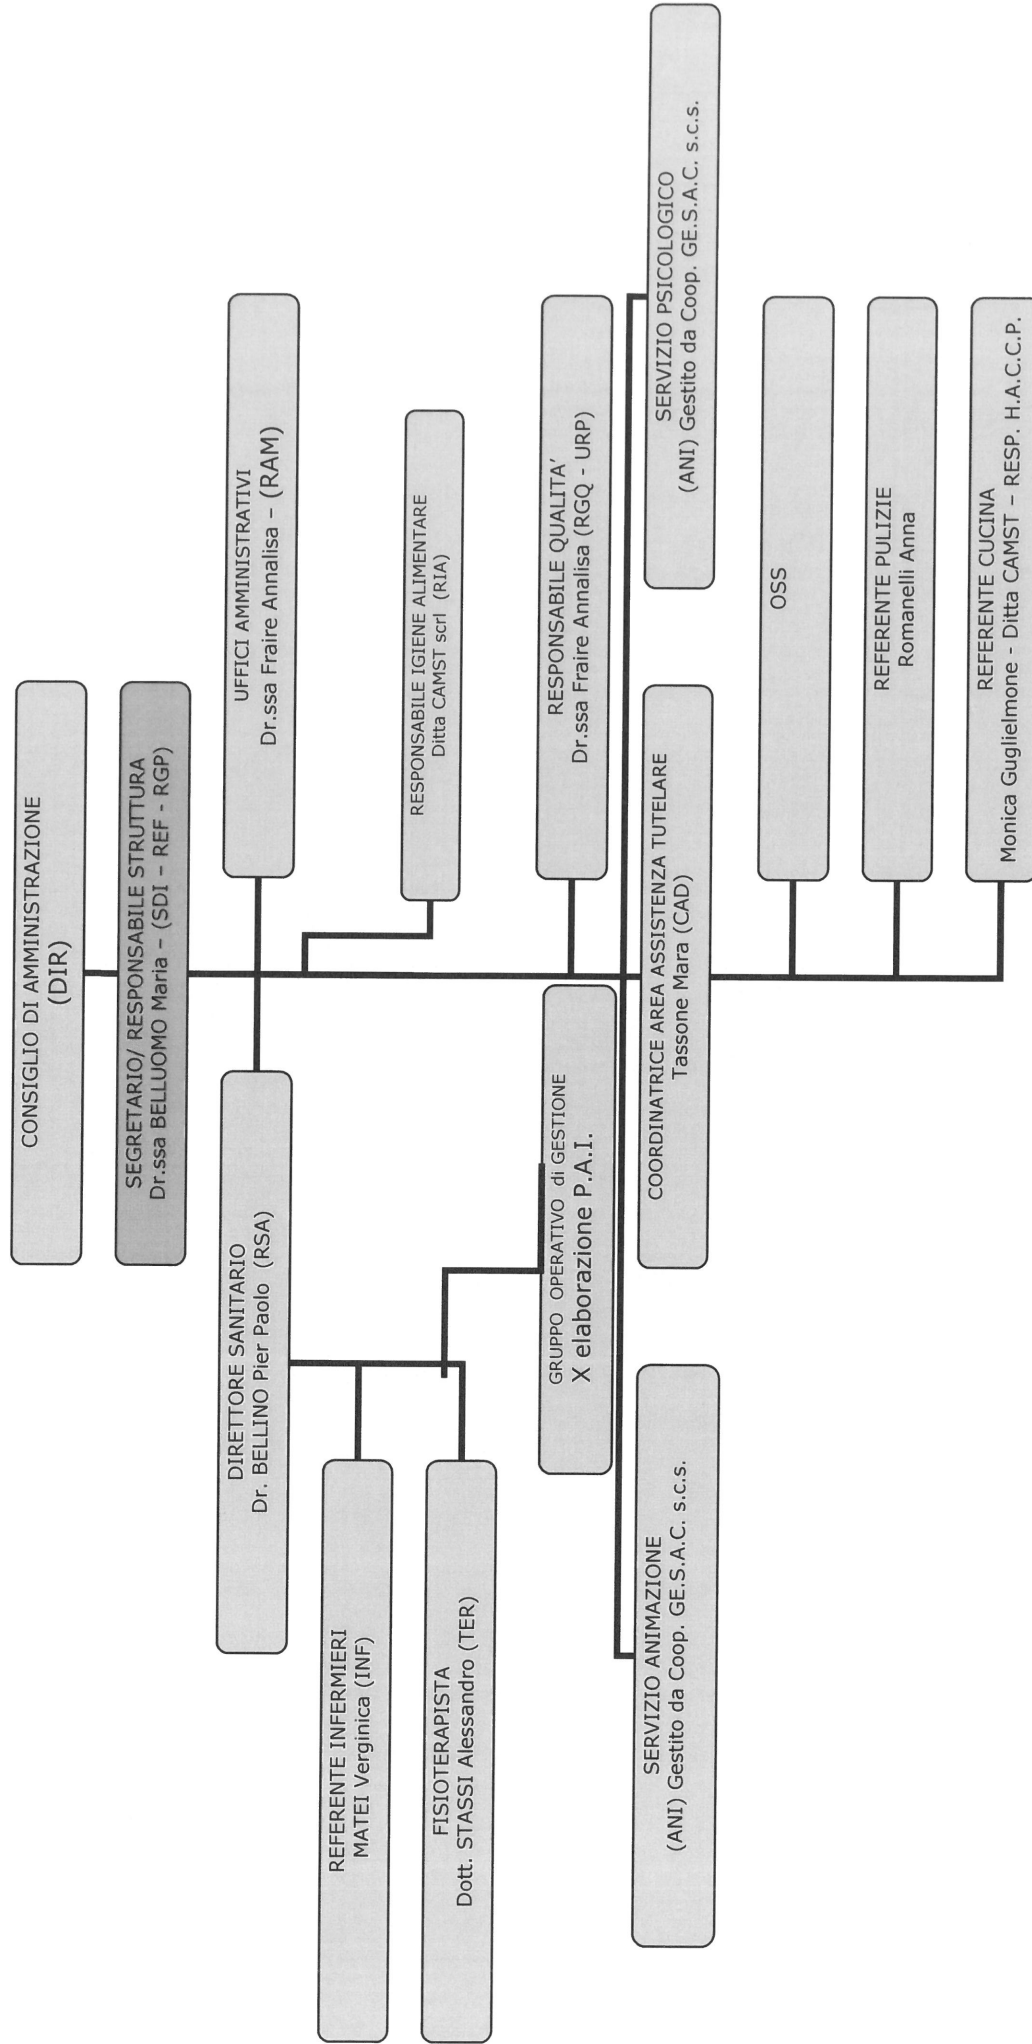 CONSIGLIO DI AMMINISTRAZIONE
(DIR)
SEGRETARIO/ RESPONSABILE STRUTTURA
Dr.ssa BELLUOMO Maria – (SDI – REF - RGP)
DIRETTORE SANITARIO
Dr. BELLINO Pier Paolo (RSA)
UFFICI AMMINISTRATIVI
Dr.ssa Fraire Annalisa – (RAM)
REFERENTE INFERMIERI
MATEI Verginica (INF)
RESPONSABILE IGIENE ALIMENTARE
Ditta CAMST scrl (RIA)
FISIOTERAPISTA
Dott. STASSI Alessandro (TER)
GRUPPO OPERATIVO di GESTIONE
X elaborazione P.A.I.
RESPONSABILE QUALITA’
Dr.ssa Fraire Annalisa (RGQ - URP)
SERVIZIO ANIMAZIONE
(ANI) Gestito da Coop. GE.S.A.C. s.c.s.
COORDINATRICE AREA ASSISTENZA TUTELARE
Tassone Mara (CAD)
SERVIZIO PSICOLOGICO
(ANI) Gestito da Coop. GE.S.A.C. s.c.s.
OSS
REFERENTE PULIZIE
Romanelli Anna
REFERENTE CUCINA
Monica Guglielmone - Ditta CAMST – RESP. H.A.C.C.P.